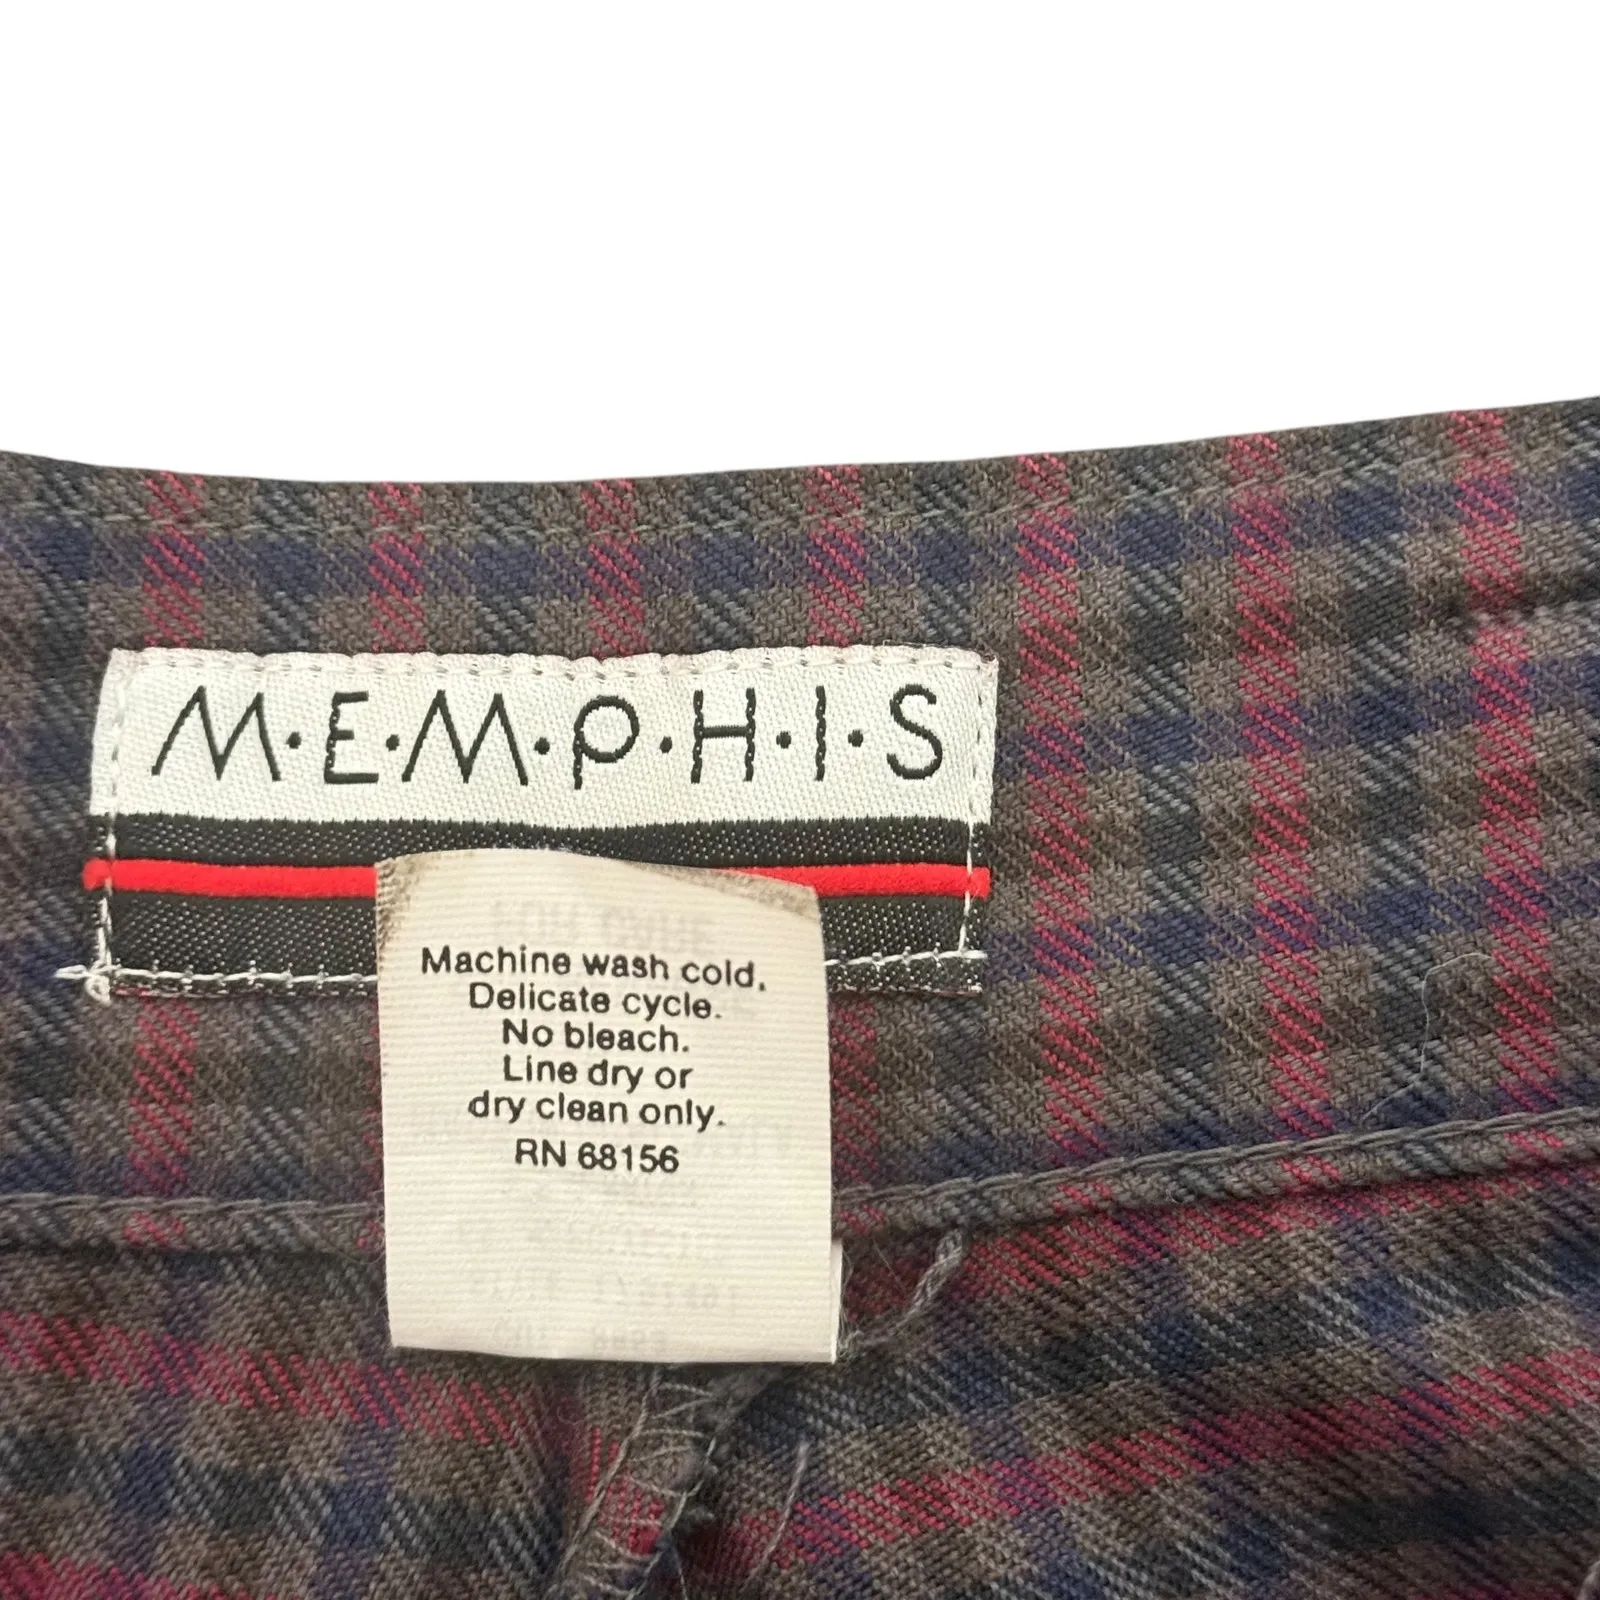 M·E·M·P·H·I·S
Machine wash cold.
Delicate cycle.
No bleach.
Line dry or
dry clean only.
RN 68156